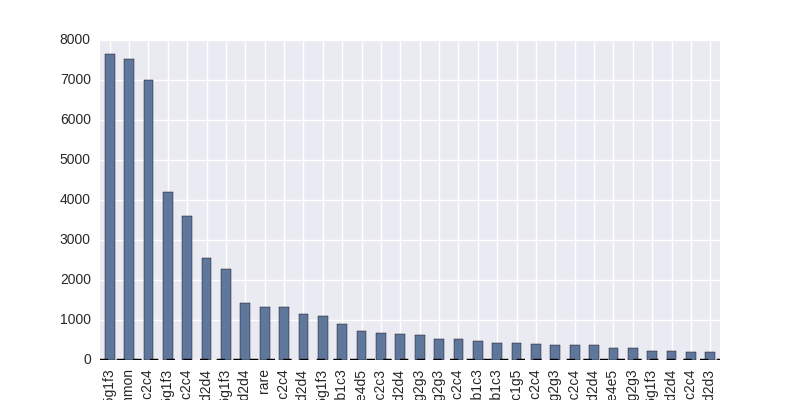 8000
7000
6000
5000
4000
3000
2000
1000
0
g1f3
mon
c2c4
g1f3
c2c4
d2d4
g1f3
d2d4
rare
c2c4
d2d4
g1f3
b1c3
e4d5
c2c3
d2d4
g2g3
g2g3
c2c4
b1c3
b1c3
c1g5
c2c4
g2g3
c2c4
d2d4
e4e5
g2g3
g1f3
d2d4
c2c4
d2d3